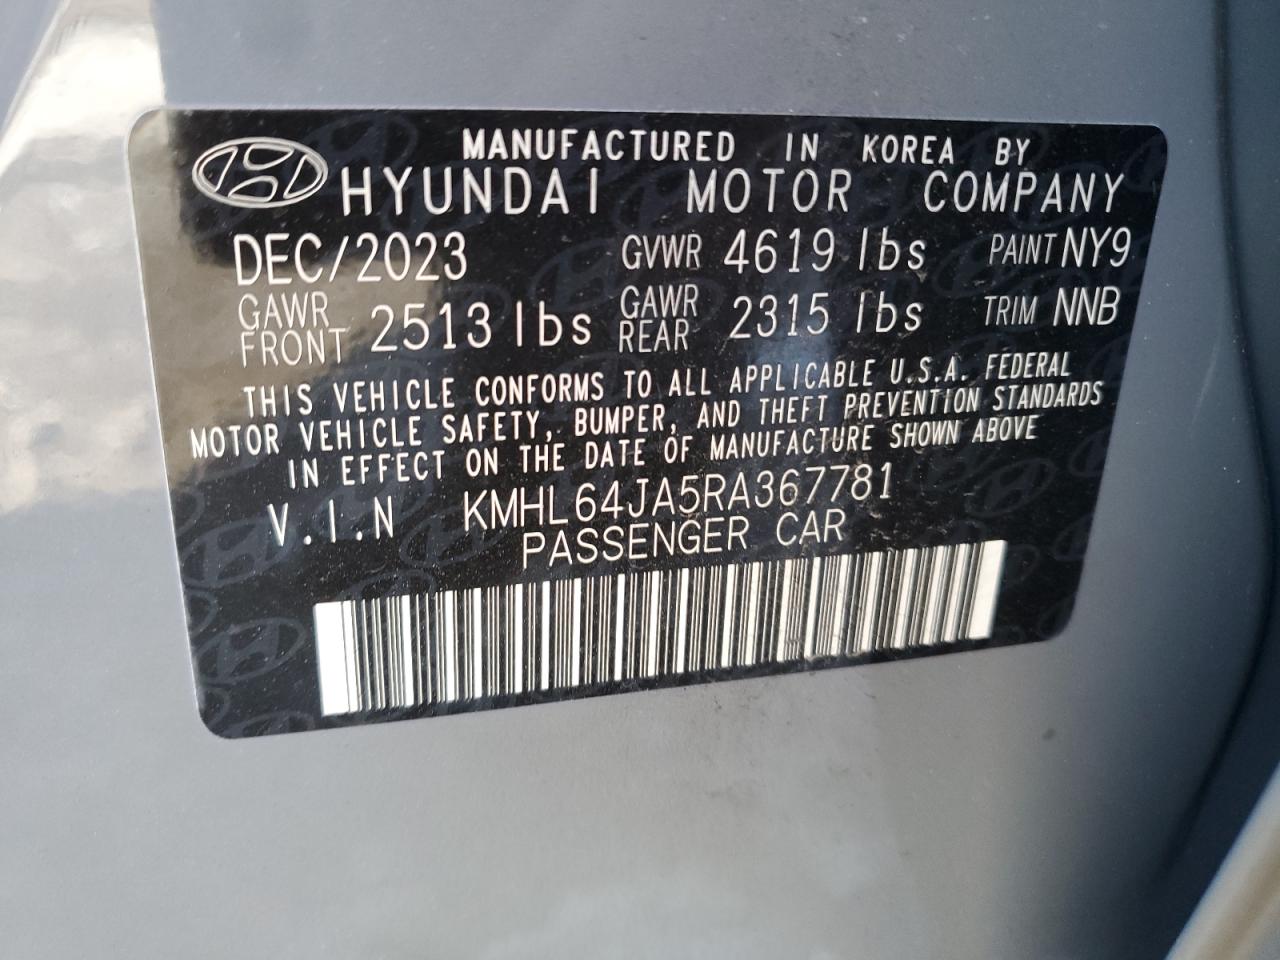 MANUFACTURED IN KOREA BY
HYUNDAI MOTOR COMPANY
DEC/2023 GVWR 4619 lbs PAINT NY9
GAWR FRONT 2513 lbs GAWR REAR 2315 lbs TRIM NNB
THIS VEHICLE CONFORMS TO ALL APPLICABLE U.S.A. FEDERAL
MOTOR VEHICLE SAFETY, BUMPER, AND THEFT PREVENTION STANDARDS
IN EFFECT ON THE DATE OF MANUFACTURE SHOWN ABOVE
V.I.N KMHL64JA5RA367781
PASSENGER CAR